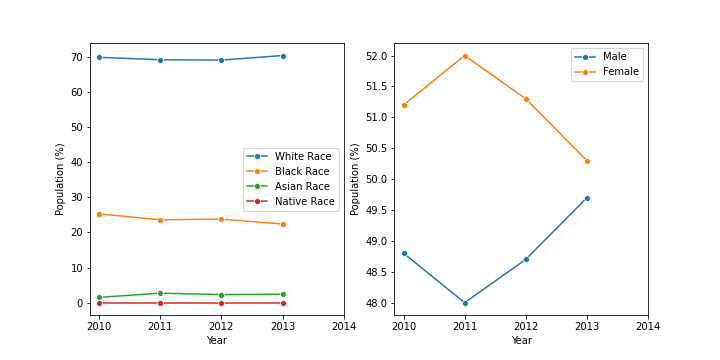 Population (%)
70
60
50
40
30
20
10
0
White Race
Black Race
Asian Race
Native Race
2010 2011 2012 2013 2014
Year
Population (%)
52.0
51.5
51.0
50.5
50.0
49.5
49.0
48.5
48.0
Male
Female
2010 2011 2012 2013 2014
Year